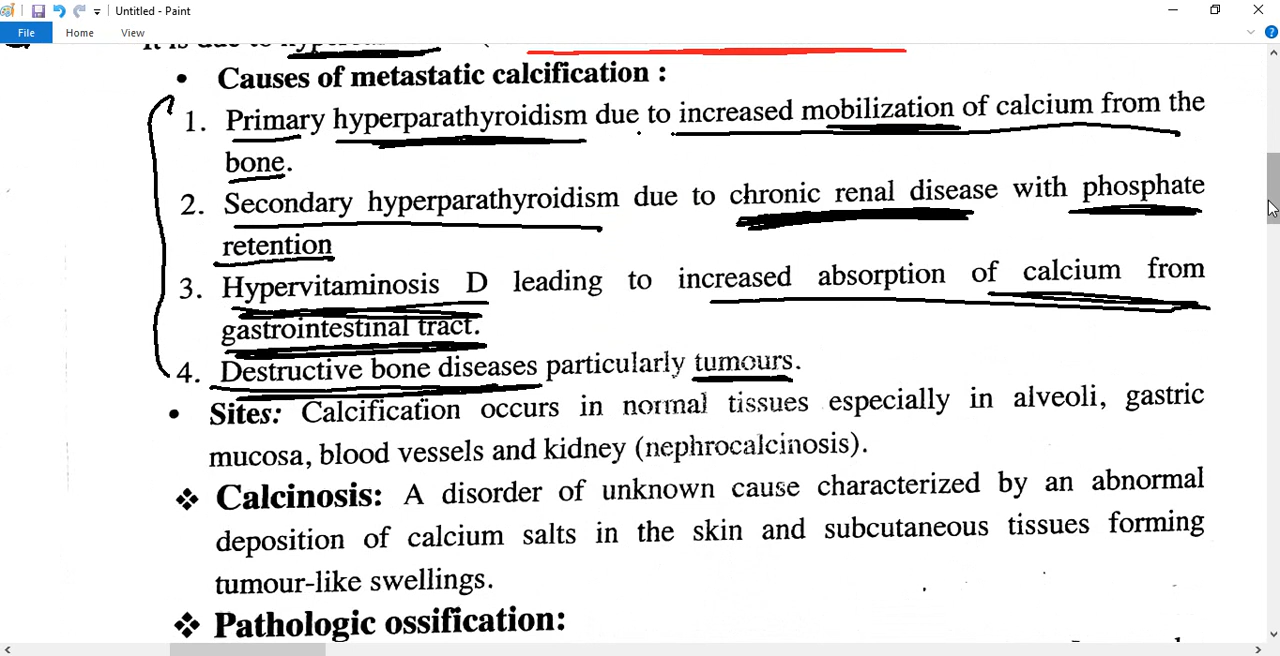 Untitled - Paint
File Home View
It is due to
• Causes of metastatic calcification :
1. Primary hyperparathyroidism due to increased mobilization of calcium from the
bone.
2. Secondary hyperparathyroidism due to chronic renal disease with phosphate
retention
3. Hypervitaminosis D leading to increased absorption of calcium from
gastrointestinal tract.
4. Destructive bone diseases particularly tumours.
• Sites: Calcification occurs in normal tissues especially in alveoli, gastric
mucosa, blood vessels and kidney (nephrocalcinosis).
❖ Calcinosis: A disorder of unknown cause characterized by an abnormal
deposition of calcium salts in the skin and subcutaneous tissues forming
tumour-like swellings.
❖ Pathologic ossification: